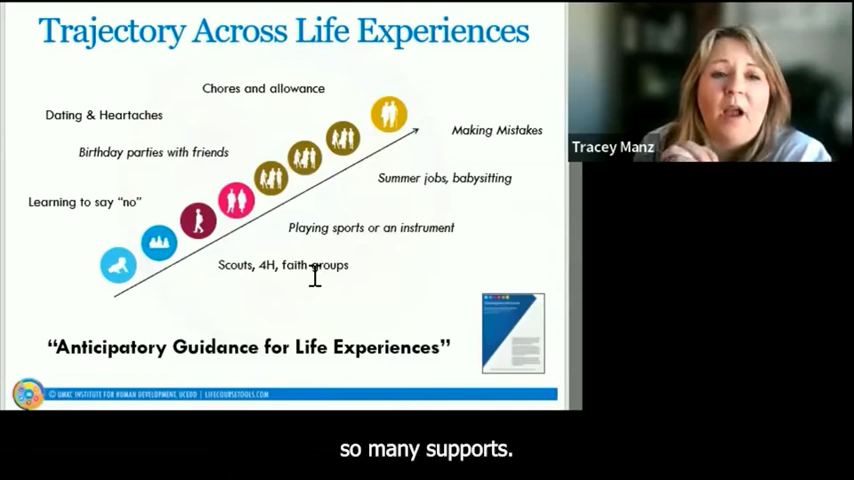 Trajectory Across Life Experiences
Chores and allowance
Dating & Heartaches
Making Mistakes
Birthday parties with friends
Summer jobs, babysitting
Learning to say “no”
Playing sports or an instrument
Scouts, 4H, faith groups
“Anticipatory Guidance for Life Experiences”
© UMKC INSTITUTE FOR HUMAN DEVELOPMENT, UCEDD | LIFECOURSETOOLS.COM
Tracey Manz
so many supports.